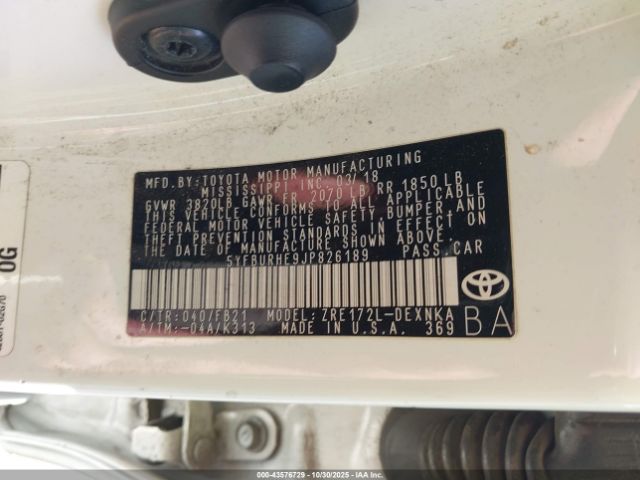 MFD. BY: TOYOTA MOTOR MANUFACTURING
MISSISSIPPI, INC. 03/18
GVWR 3820LB GAWR FR 2070 LB RR 1850 LB
THIS VEHICLE CONFORMS TO ALL APPLICABLE
FEDERAL MOTOR VEHICLE SAFETY, BUMPER, AND
THEFT PREVENTION STANDARDS IN EFFECT ON
THE DATE OF MANUFACTURE SHOWN ABOVE.
5YFBURHE9JP826189 PASS.CAR
C/TR: 040/FB21 MODEL: ZRE172L-DEXNKA
A/TM: -04A/K313 MADE IN U.S.A. 369
BA
0G
000-43576729 | 10/30/2025 | IAAI.COM